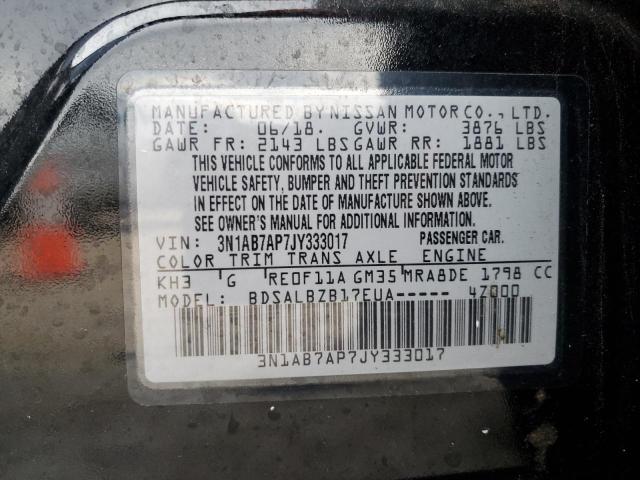 MANUFACTURED BY NISSAN MOTOR CO., LTD.
DATE: 06/18. GVWR: 3876 LBS
GAWR FR: 2143 LBS GAWR RR: 1881 LBS
THIS VEHICLE CONFORMS TO ALL APPLICABLE FEDERAL MOTOR
VEHICLE SAFETY, BUMPER AND THEFT PREVENTION STANDARDS
IN EFFECT ON THE DATE OF MANUFACTURE SHOWN ABOVE.
SEE OWNER'S MANUAL FOR ADDITIONAL INFORMATION.
VIN: 3N1AB7AP7JY333017 PASSENGER CAR.
COLOR TRIM TRANS AXLE ENGINE
KH3 G RE0F11A GM35 MRA8DE 1798 CC
MODEL: BDSALBZB17EUA----- 4Z000
3N1AB7AP7JY333017